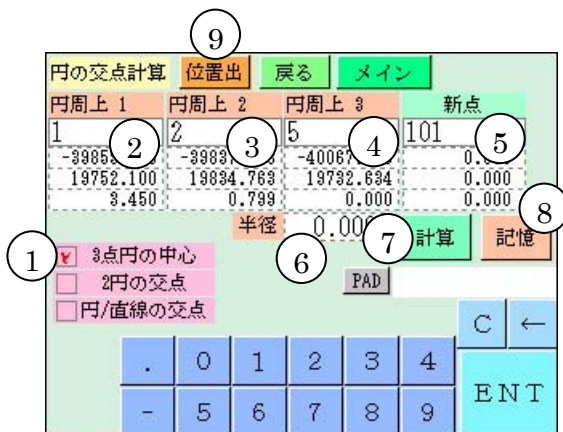 9
円の交点計算 位置出 戻る メイン
円周上 1 円周上 2 円周上 3 新点
1 2 5 101
2 3 4 5
19752.100 19834.763 19732.634 0.000
3.450 0.799 0.000 0.000
半径 計算 記憶
6 7 8
1 3点円の中心
2円の交点 PAD
円/直線の交点
C ←
. 0 1 2 3 4
- 5 6 7 8 9
ENT